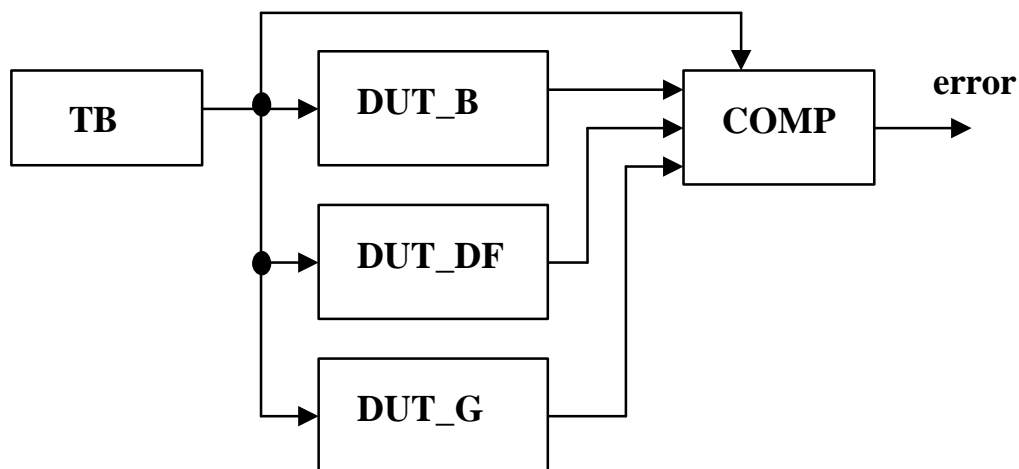 TB
DUT_B
COMP
error
DUT_DF
DUT_G